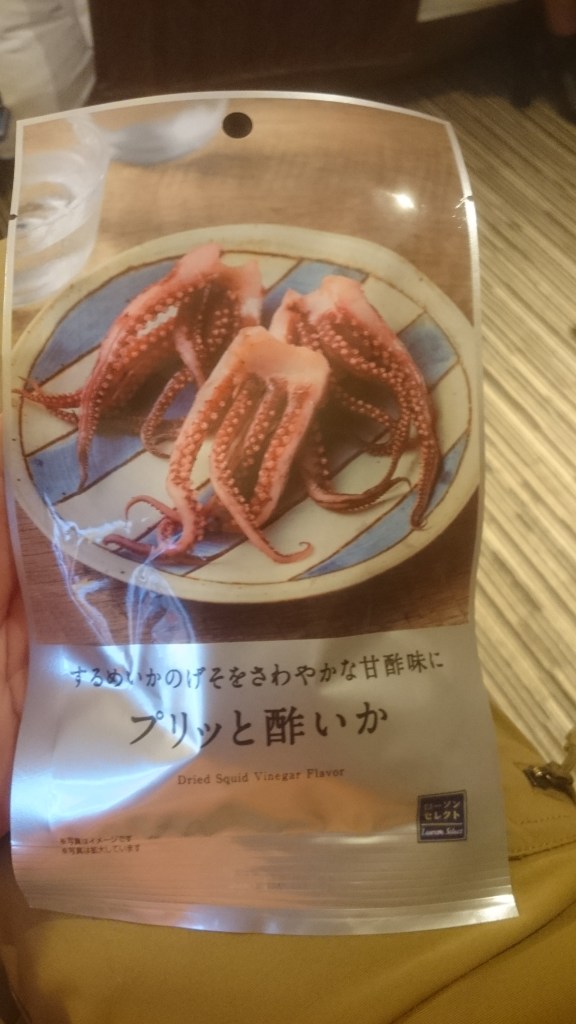 するめいかのげそをさわやかな甘酢味に
プリッと酢いか
Dried Squid Vinegar Flavor
ローソン
セレクト
Lawson Select
※写真はイメージです
※写真は拡大しています